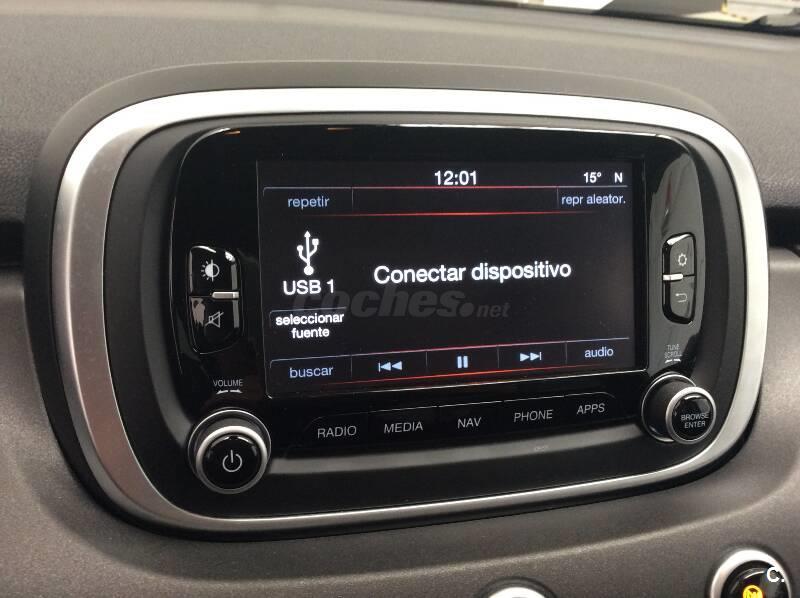 12:01
15° N
repetir
repr aleator.
USB 1
Conectar dispositivo
coches.net
seleccionar
fuente
buscar
audio
VOLUME
TUNE
SCROLL
RADIO
MEDIA
NAV
PHONE
APPS
BROWSE
ENTER
C.